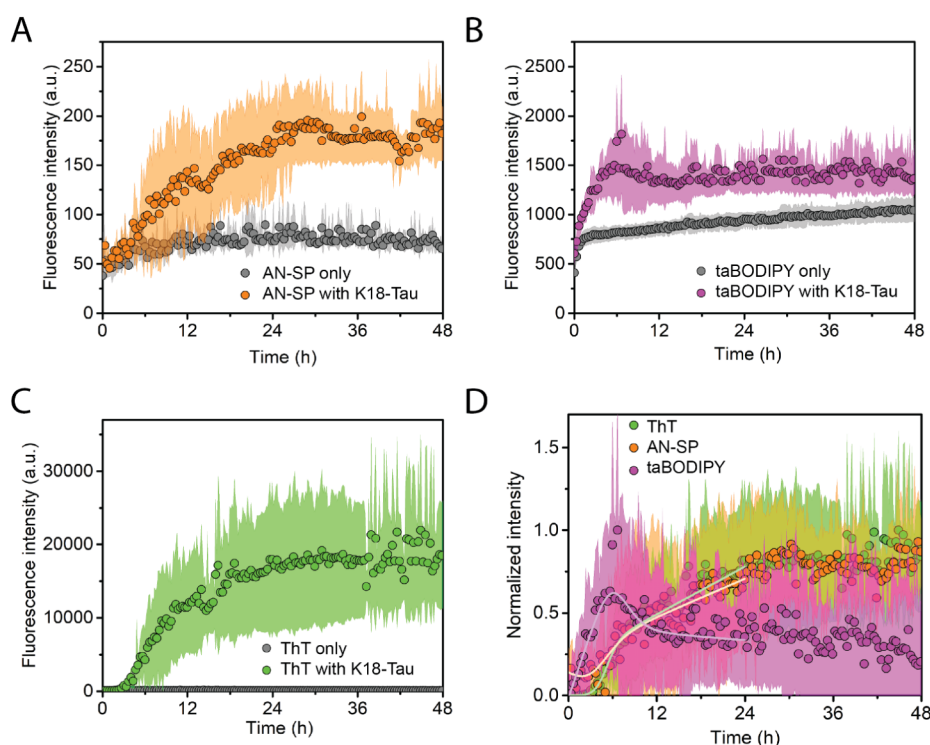 A
Fluorescence intensity (a.u.)
250
200
150
100
50
0
AN-SP only
AN-SP with K18-Tau
0 12 24 36 48
Time (h)
B
Fluorescence intensity (a.u.)
2500
2000
1500
1000
500
0
taBODIPY only
taBODIPY with K18-Tau
0 12 24 36 48
Time (h)
C
Fluorescence intensity (a.u.)
30000
20000
10000
0
ThT only
ThT with K18-Tau
0 12 24 36 48
Time (h)
D
Normalized intensity
1.5
1.0
0.5
0.0
ThT
AN-SP
taBODIPY
0 12 24 36 48
Time (h)